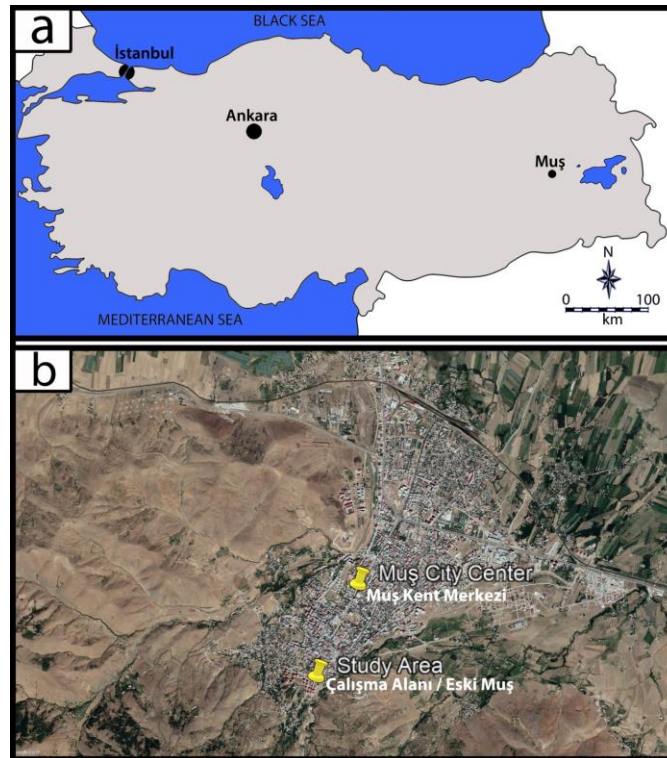 a
BLACK SEA
İstanbul
Ankara
Muş
N
0 100
km
MEDITERRANEAN SEA
b
Muş City Center
Muş Kent Merkezi
Study Area
Çalışma Alanı / Eski Muş